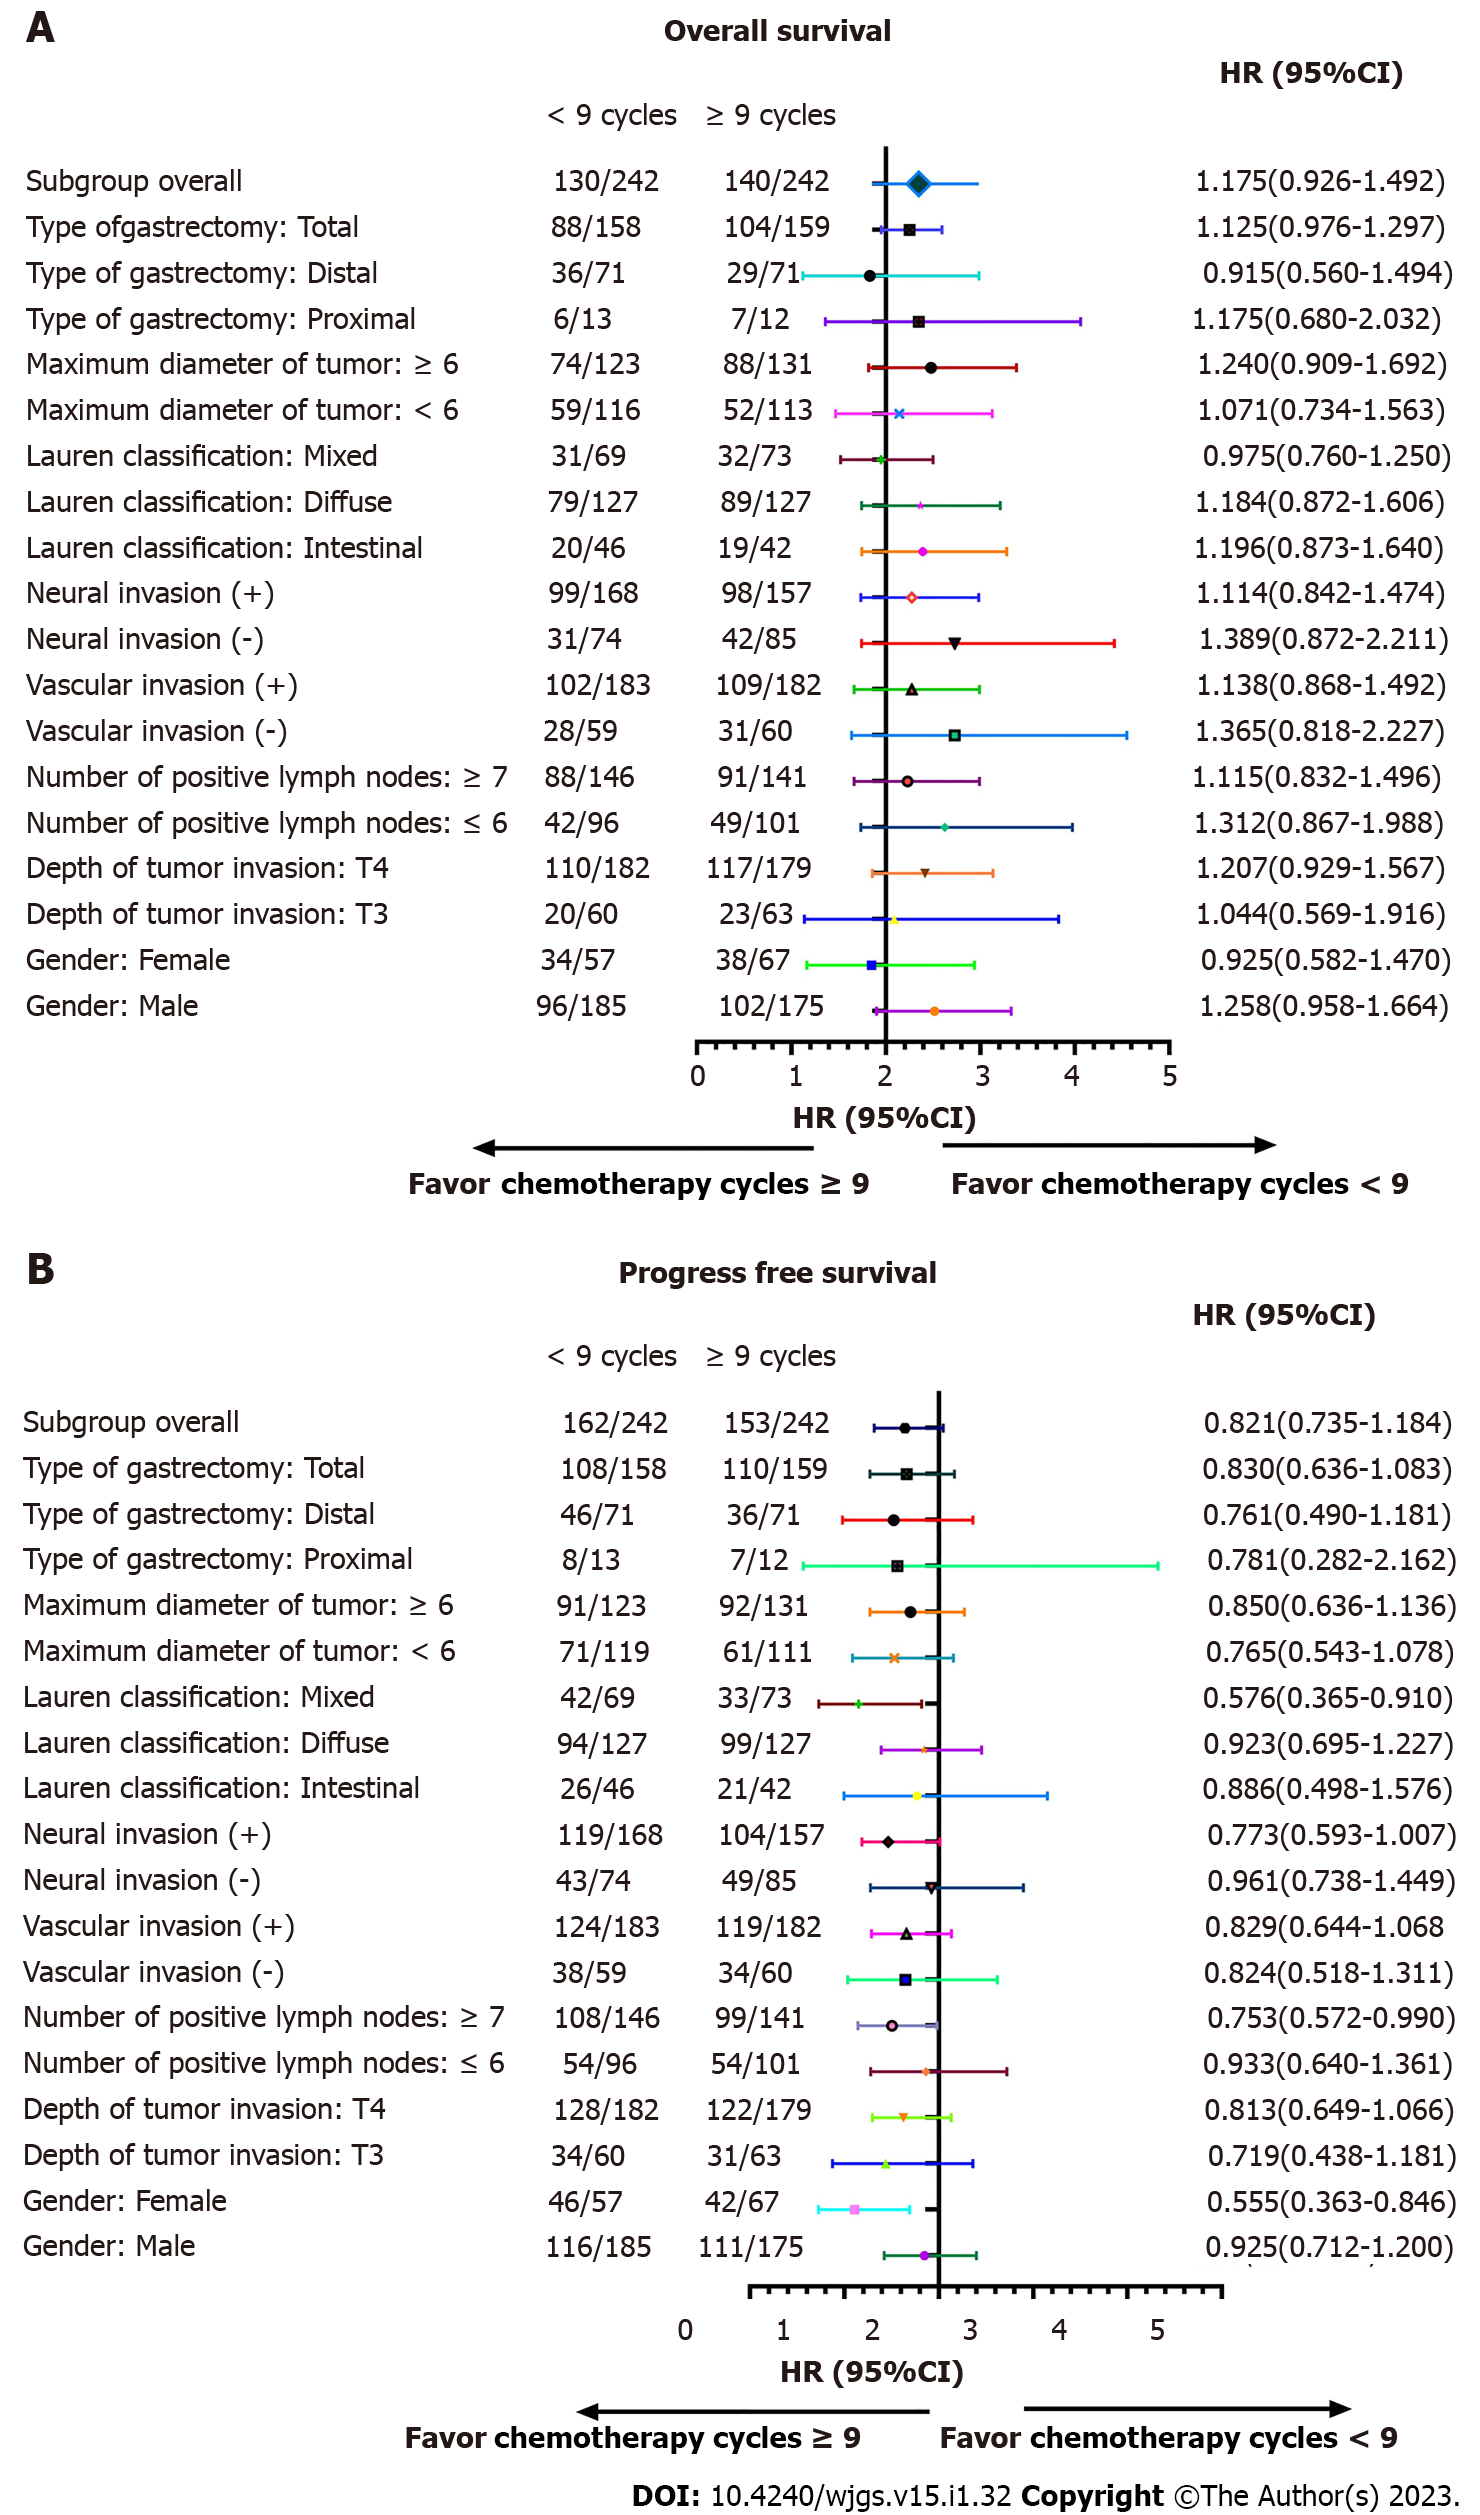 A
Overall survival
HR (95%CI)
< 9 cycles ≥ 9 cycles
Subgroup overall 130/242 140/242 1.175(0.926-1.492)
Type ofgastrectomy: Total 88/158 104/159 1.125(0.976-1.297)
Type of gastrectomy: Distal 36/71 29/71 0.915(0.560-1.494)
Type of gastrectomy: Proximal 6/13 7/12 1.175(0.680-2.032)
Maximum diameter of tumor: ≥ 6 74/123 88/131 1.240(0.909-1.692)
Maximum diameter of tumor: < 6 59/116 52/113 1.071(0.734-1.563)
Lauren classification: Mixed 31/69 32/73 0.975(0.760-1.250)
Lauren classification: Diffuse 79/127 89/127 1.184(0.872-1.606)
Lauren classification: Intestinal 20/46 19/42 1.196(0.873-1.640)
Neural invasion (+) 99/168 98/157 1.114(0.842-1.474)
Neural invasion (-) 31/74 42/85 1.389(0.872-2.211)
Vascular invasion (+) 102/183 109/182 1.138(0.868-1.492)
Vascular invasion (-) 28/59 31/60 1.365(0.818-2.227)
Number of positive lymph nodes: ≥ 7 88/146 91/141 1.115(0.832-1.496)
Number of positive lymph nodes: ≤ 6 42/96 49/101 1.312(0.867-1.988)
Depth of tumor invasion: T4 110/182 117/179 1.207(0.929-1.567)
Depth of tumor invasion: T3 20/60 23/63 1.044(0.569-1.916)
Gender: Female 34/57 38/67 0.925(0.582-1.470)
Gender: Male 96/185 102/175 1.258(0.958-1.664)
0 1 2 3 4 5
HR (95%CI)
Favor chemotherapy cycles ≥ 9 Favor chemotherapy cycles < 9
B
Progress free survival
HR (95%CI)
< 9 cycles ≥ 9 cycles
Subgroup overall 162/242 153/242 0.821(0.735-1.184)
Type of gastrectomy: Total 108/158 110/159 0.830(0.636-1.083)
Type of gastrectomy: Distal 46/71 36/71 0.761(0.490-1.181)
Type of gastrectomy: Proximal 8/13 7/12 0.781(0.282-2.162)
Maximum diameter of tumor: ≥ 6 91/123 92/131 0.850(0.636-1.136)
Maximum diameter of tumor: < 6 71/119 61/111 0.765(0.543-1.078)
Lauren classification: Mixed 42/69 33/73 0.576(0.365-0.910)
Lauren classification: Diffuse 94/127 99/127 0.923(0.695-1.227)
Lauren classification: Intestinal 26/46 21/42 0.886(0.498-1.576)
Neural invasion (+) 119/168 104/157 0.773(0.593-1.007)
Neural invasion (-) 43/74 49/85 0.961(0.738-1.449)
Vascular invasion (+) 124/183 119/182 0.829(0.644-1.068
Vascular invasion (-) 38/59 34/60 0.824(0.518-1.311)
Number of positive lymph nodes: ≥ 7 108/146 99/141 0.753(0.572-0.990)
Number of positive lymph nodes: ≤ 6 54/96 54/101 0.933(0.640-1.361)
Depth of tumor invasion: T4 128/182 122/179 0.813(0.649-1.066)
Depth of tumor invasion: T3 34/60 31/63 0.719(0.438-1.181)
Gender: Female 46/57 42/67 0.555(0.363-0.846)
Gender: Male 116/185 111/175 0.925(0.712-1.200)
0 1 2 3 4 5
HR (95%CI)
Favor chemotherapy cycles ≥ 9 Favor chemotherapy cycles < 9
DOI: 10.4240/wjgs.v15.i1.32 Copyright ©The Author(s) 2023.